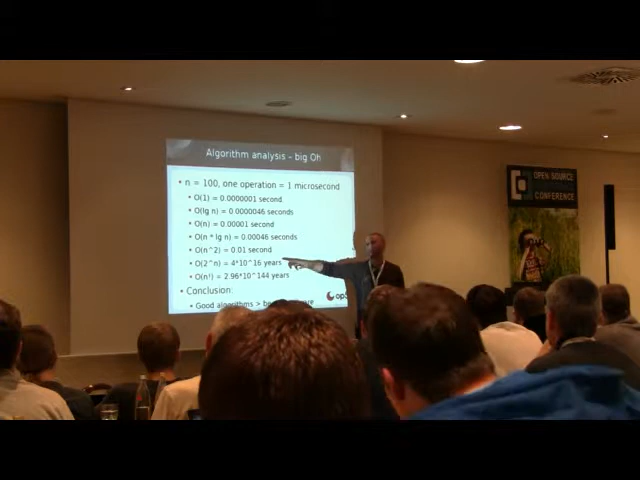 Algorithm analysis – big Oh
• n = 100, one operation = 1 microsecond
• O(1) = 0.0000001 second
• O(lg n) = 0.0000046 seconds
• O(n) = 0.00001 second
• O(n * lg n) = 0.00046 seconds
• O(n^2) = 0.01 second
• O(2^n) = 4*10^16 years
• O(n!) = 2.96*10^144 years
• Conclusion:
• Good algorithms >
OPEN SOURCE
CONFERENCE